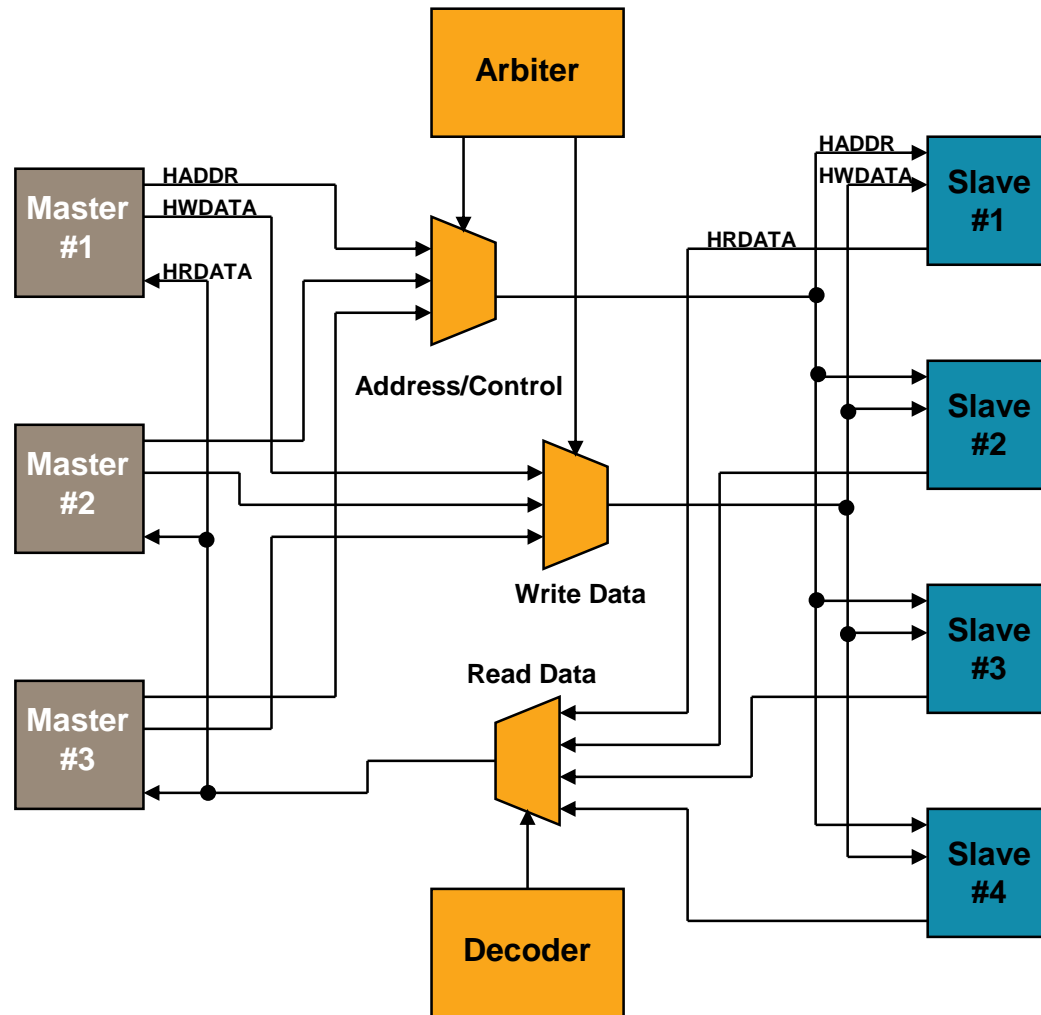 Arbiter
HADDR
HWDATA
HRDATA
Master
#1
HADDR
HWDATA
HRDATA
Slave
#1
Address/Control
Master
#2
Slave
#2
Write Data
Read Data
Master
#3
Slave
#3
Slave
#4
Decoder